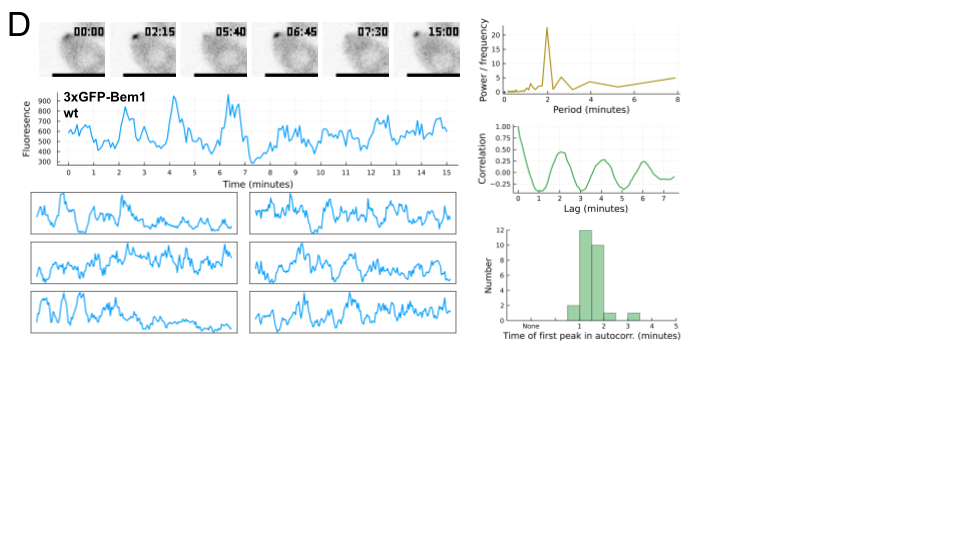 D
00:00 02:15 05:40 06:45 07:30 15:00
3xGFP-Bem1
wt
Fluoresence
900
800
700
600
500
400
300
0 1 2 3 4 5 6 7 8 9 10 11 12 13 14 15
Time (minutes)
Power / frequency
20
15
10
5
0
0 2 4 6 8
Period (minutes)
Correlation
1.00
0.75
0.50
0.25
0.00
−0.25
0 1 2 3 4 5 6 7
Lag (minutes)
Number
12
10
8
6
4
2
0
None 1 2 3 4 5
Time of first peak in autocorr. (minutes)